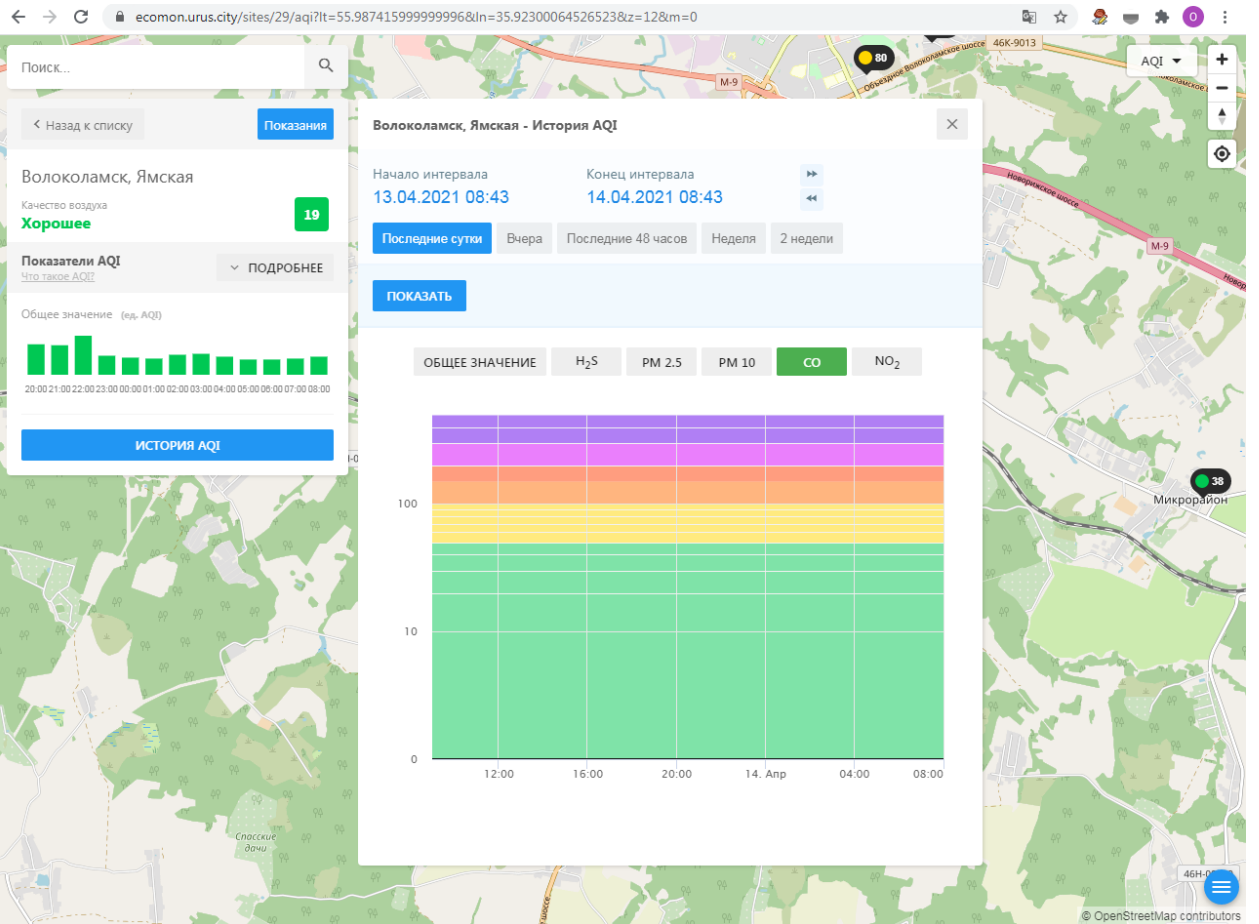 ecomon.urus.city/sites/29/aqi?lt=55.987415999999996&ln=35.92300064526523&z=12&m=0
O
Поиск...
80
Объездное Волоколамское шоссе
46К-9013
M-9
AQI
+
−
Назад к списку
Показания
Волоколамск, Ямская - История AQI
Волоколамск, Ямская
Качество воздуха
Хорошее
19
Начало интервала
Конец интервала
13.04.2021 08:43
14.04.2021 08:43
Новорижское шоссе
M-9
Последние сутки
Вчера
Последние 48 часов
Неделя
2 недели
Показатели AQI
Что такое AQI?
ПОДРОБНЕЕ
ПОКАЗАТЬ
Общее значение (ед. AQI)
20:00 21:00 22:00 23:00 00:00 01:00 02:00 03:00 04:00 05:00 06:00 07:00 08:00
ОБЩЕЕ ЗНАЧЕНИЕ
H2S
PM 2.5
PM 10
CO
NO2
ИСТОРИЯ AQI
38
Микрорайон
100
10
0
12:00
16:00
20:00
14. Апр
04:00
08:00
Спасские
дачи
шоссе
© OpenStreetMap contributors